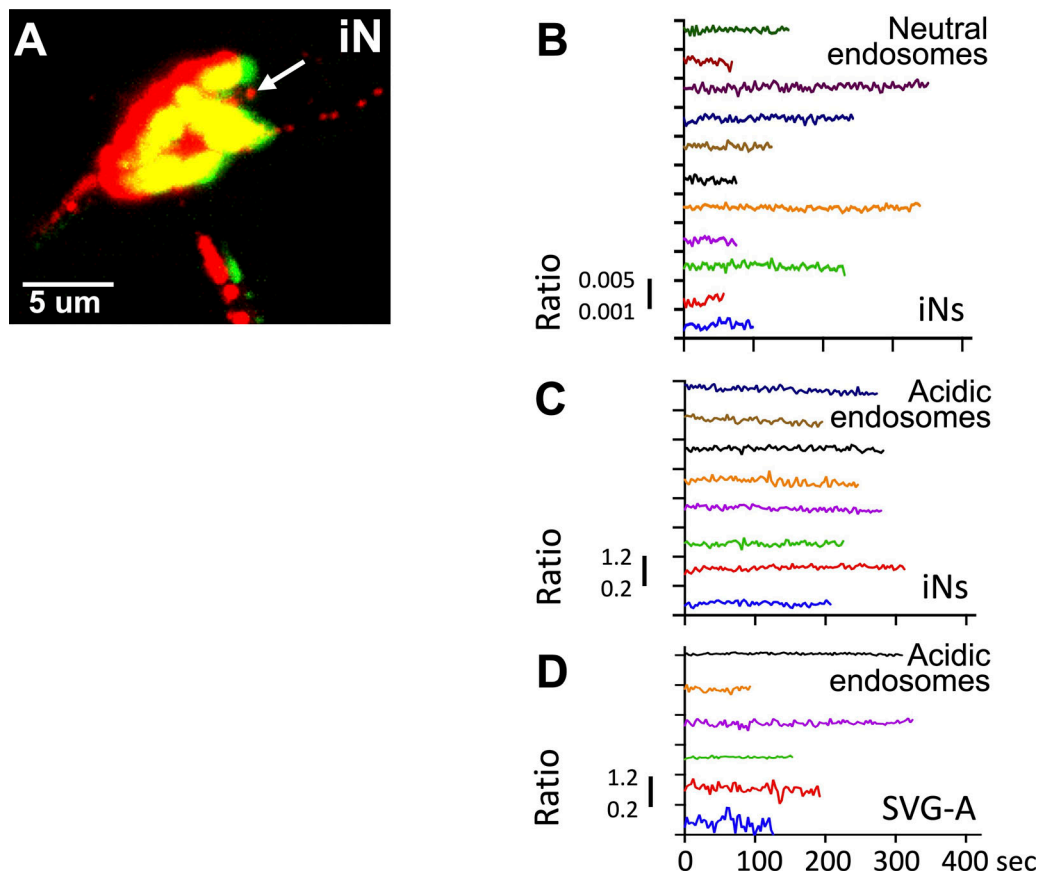 A
iN
5 um
B
Neutral
endosomes
Ratio
0.005
0.001
iNs
C
Acidic
endosomes
Ratio
1.2
0.2
iNs
D
Acidic
endosomes
Ratio
1.2
0.2
SVG-A
0 100 200 300 400 sec